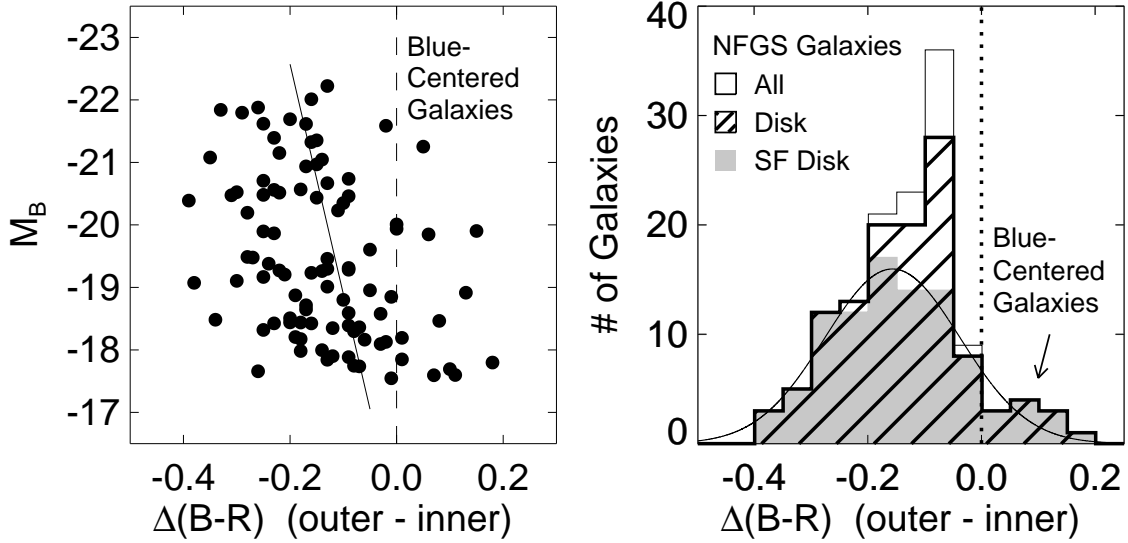 -23
-22
-21
-20
-19
-18
-17
M_B
Blue-
Centered
Galaxies
-0.4
-0.2
0.0
0.2
Δ(B-R) (outer - inner)
40
30
20
10
0
# of Galaxies
NFGS Galaxies
All
Disk
SF Disk
Blue-
Centered
Galaxies
-0.4
-0.2
0.0
0.2
Δ(B-R) (outer - inner)